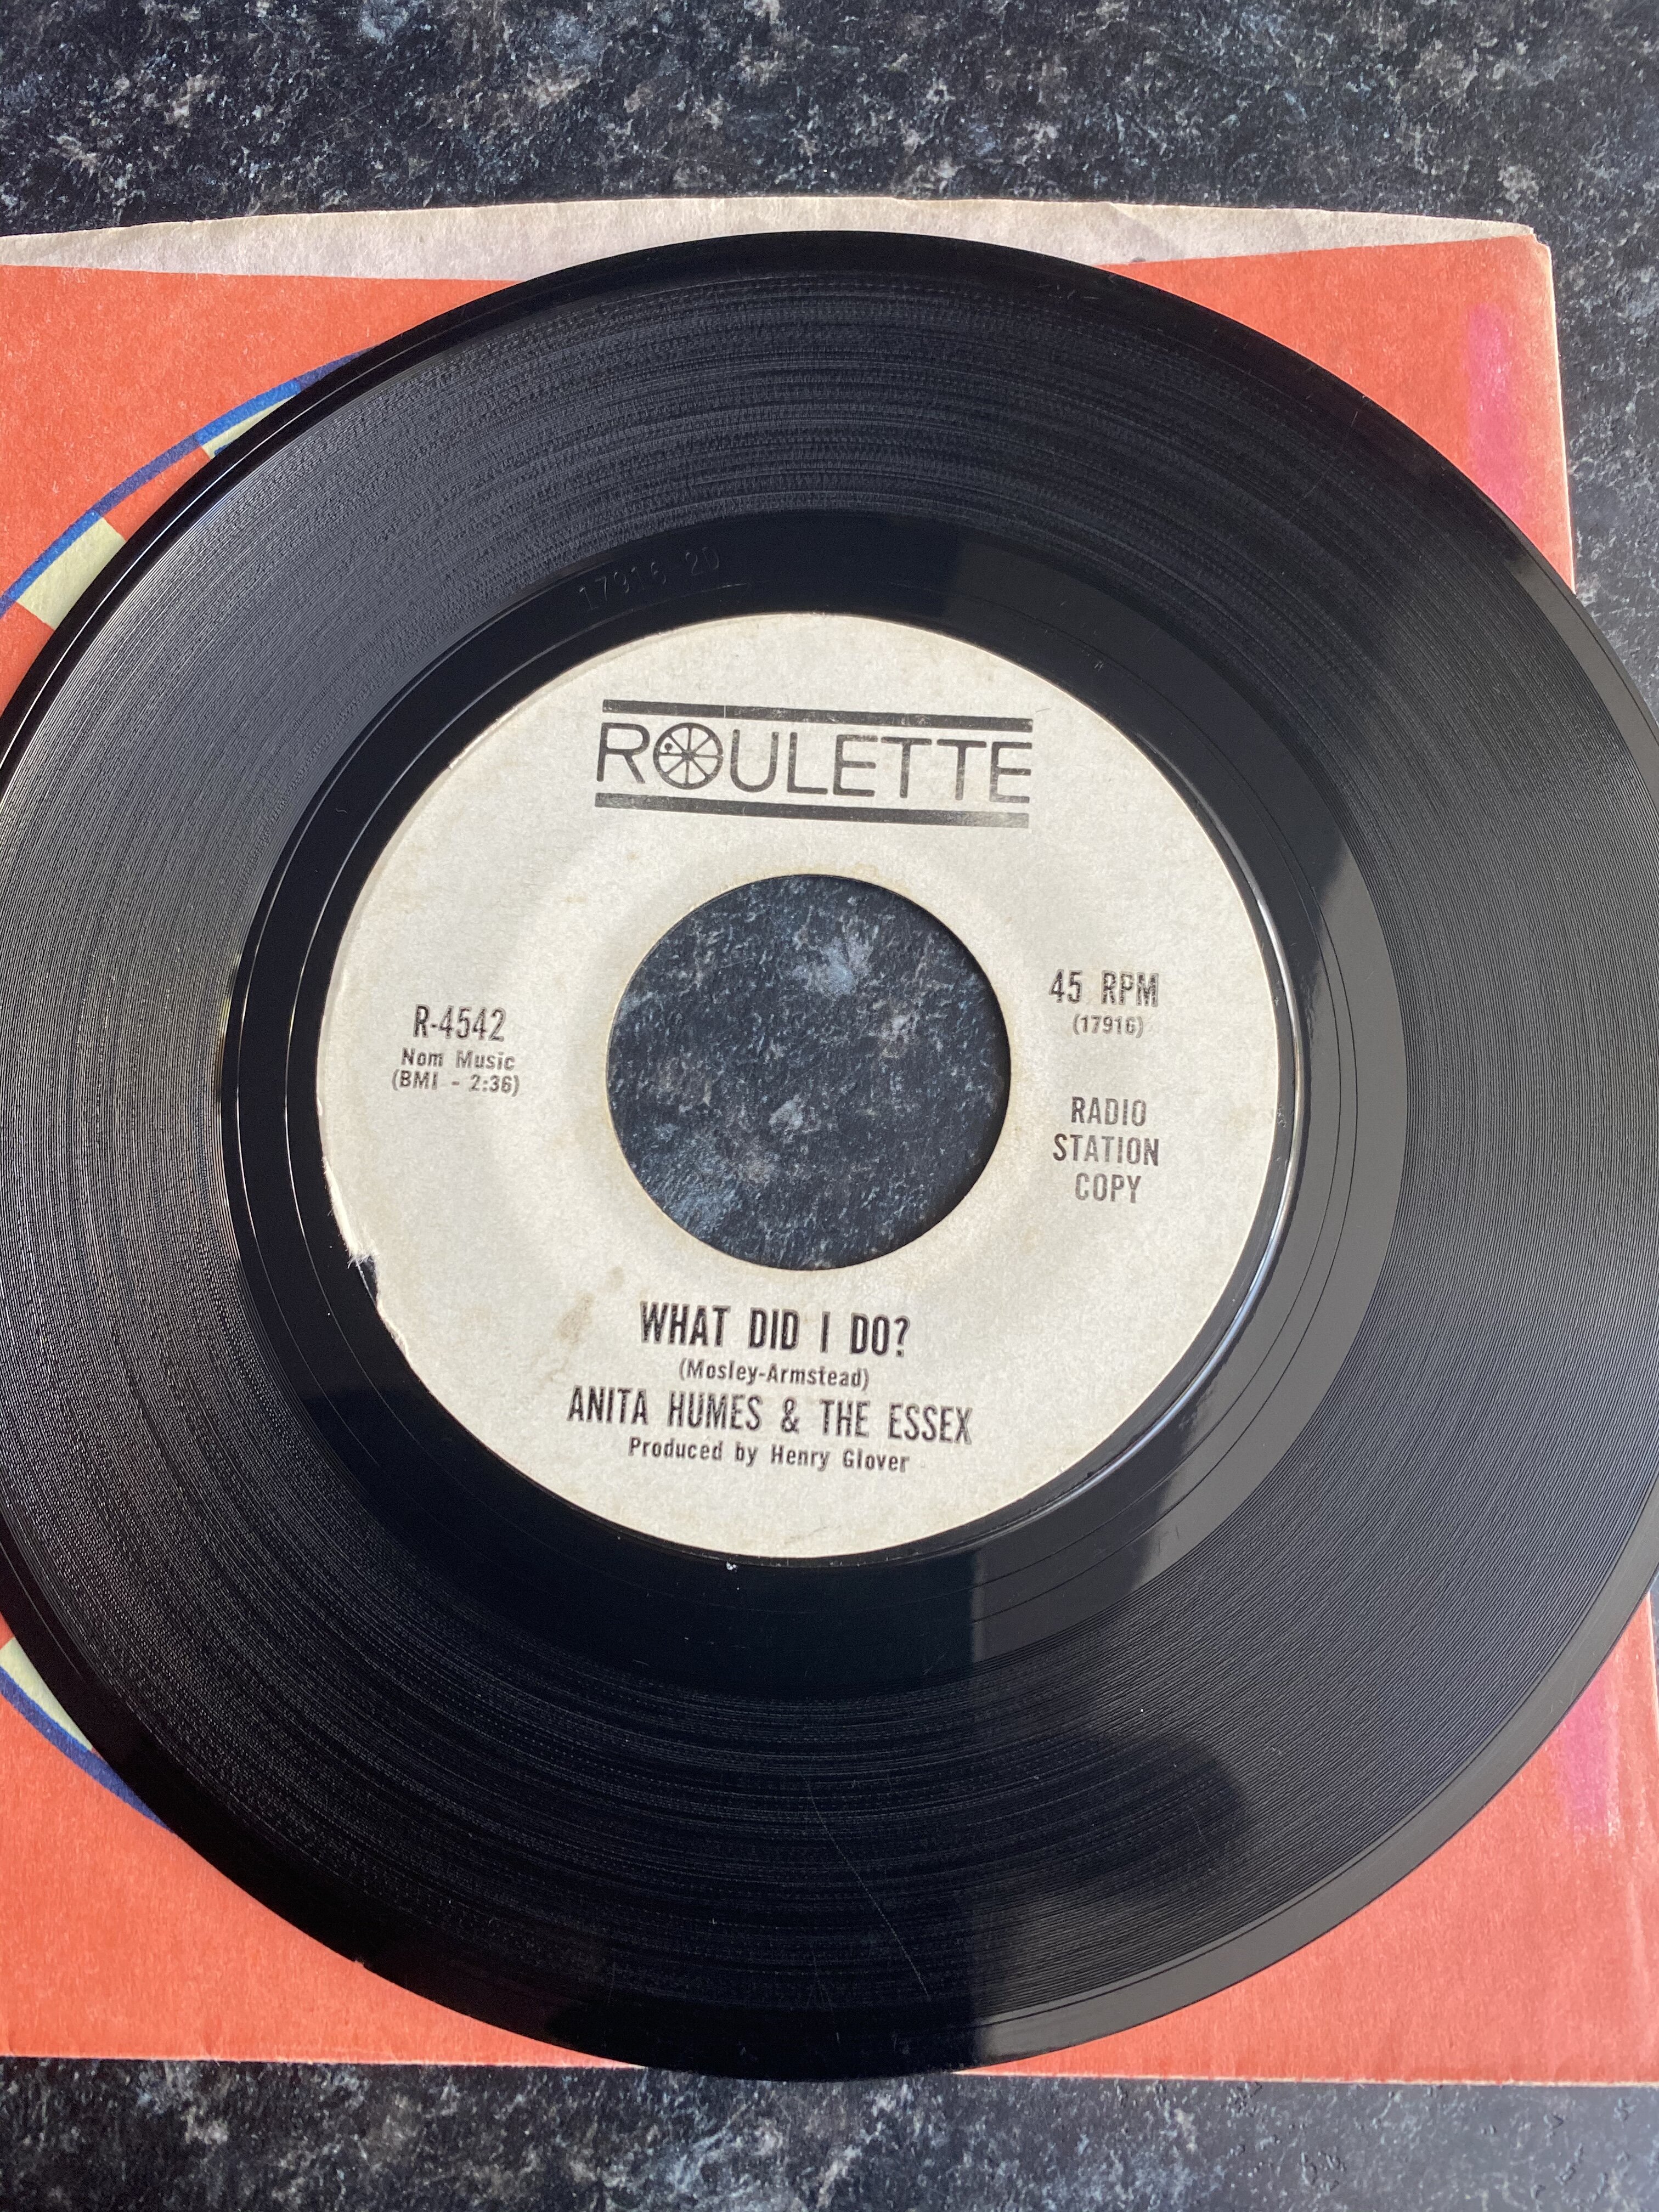 17916 20
ROULETTE
R-4542
Nom Music
(BMI - 2:36)
45 RPM
(17916)
RADIO
STATION
COPY
WHAT DID I DO?
(Mosley-Armstead)
ANITA HUMES & THE ESSEX
Produced by Henry Glover